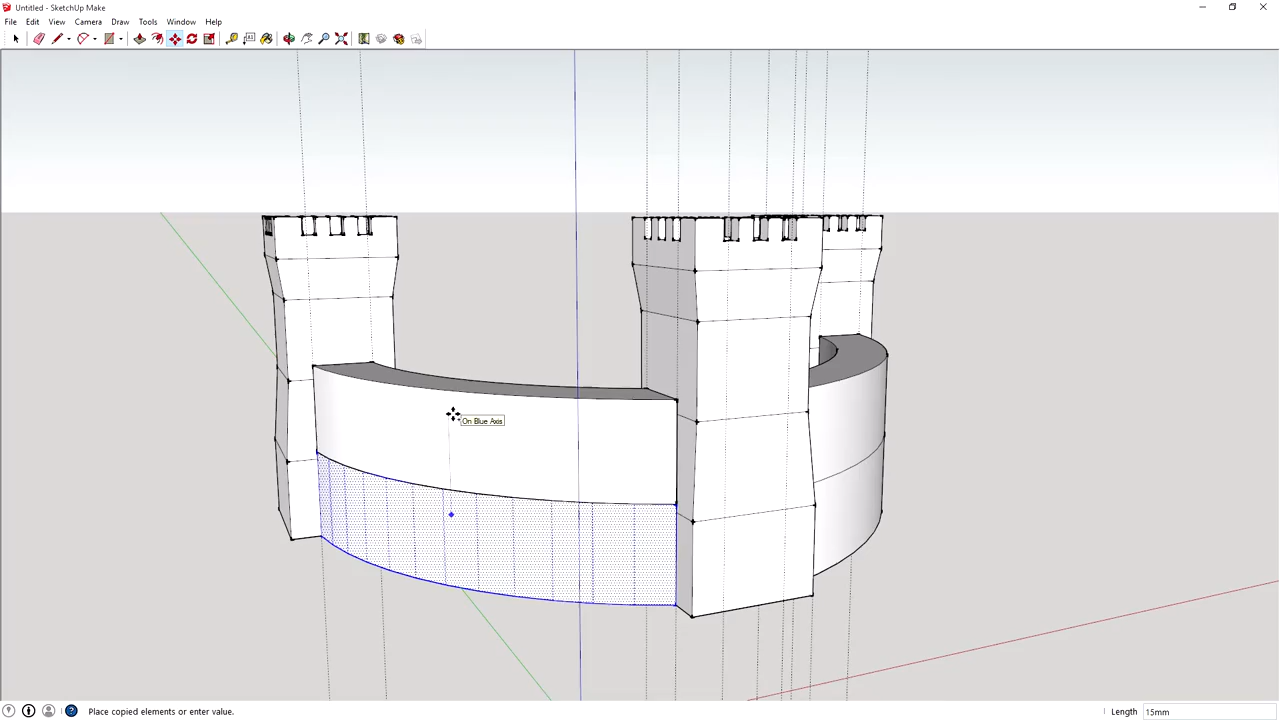 Untitled - SketchUp Make
File Edit View Camera Draw Tools Window Help
On Blue Axis
Place copied elements or enter value.
Length 15mm